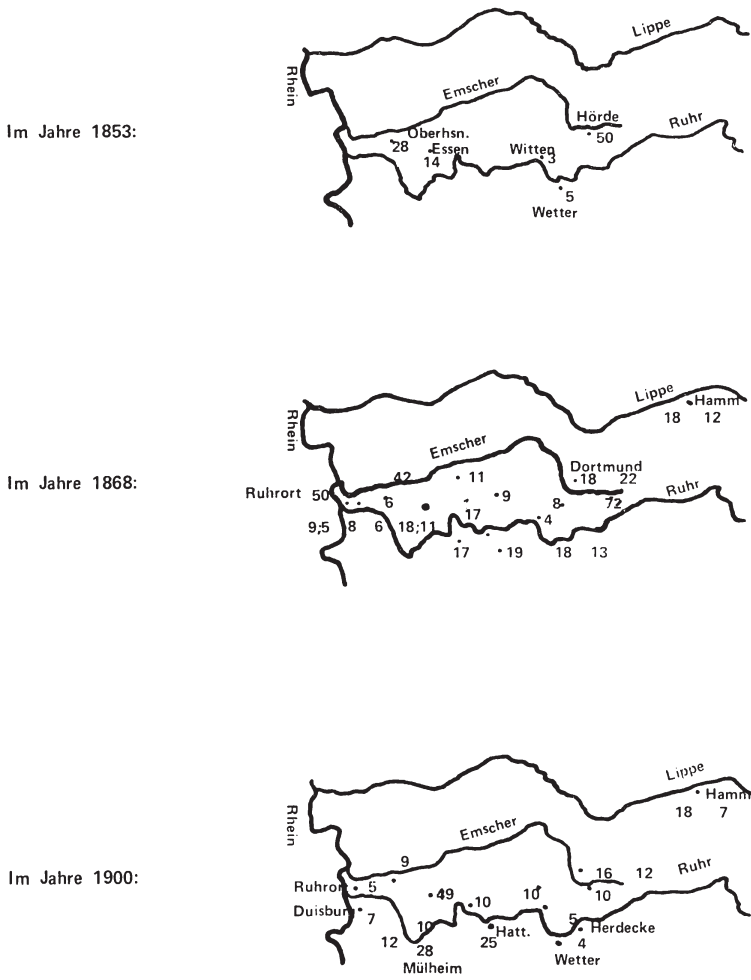 Lippe
Rhein
Emscher
Im Jahre 1853:
Oberhsn.
Hörde
Ruhr
28
Essen
Witten
3
50
14
5
Wetter
Lippe
Hamm
18 12
Rhein
Emscher
Im Jahre 1868:
42
11
Dortmund
18 22
Ruhr
Ruhrort 50
6
9
8
72
17
4
9;5 8 6 18;11
17
19
18
13
Lippe
Hamm
18 7
Rhein
Emscher
Im Jahre 1900:
9
16 12
Ruhr
Ruhrort 5
49
10
10
10
Duisburg
7
10
5
Herdecke
Hatt.
12
28
25
4
Wetter
Mülheim